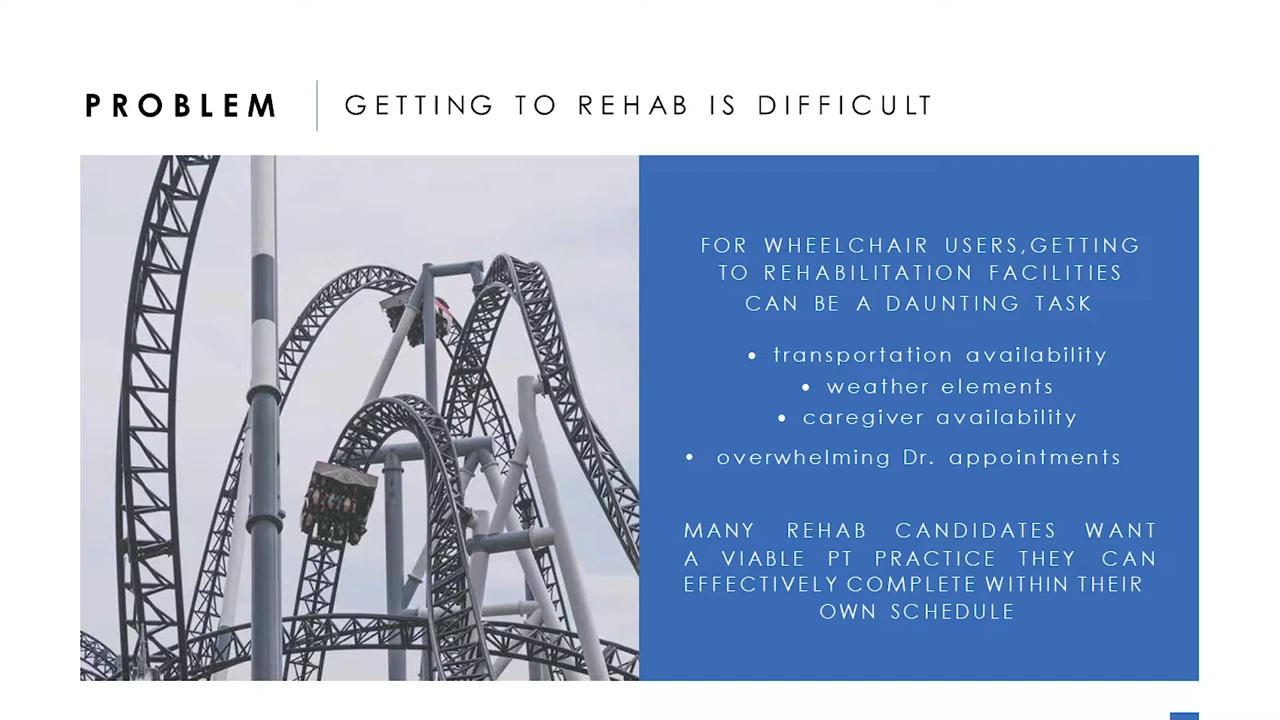 PROBLEM GETTING TO REHAB IS DIFFICULT
FOR WHEELCHAIR USERS,GETTING
TO REHABILITATION FACILITIES
CAN BE A DAUNTING TASK
• transportation availability
• weather elements
• caregiver availability
• overwhelming Dr. appointments
MANY REHAB CANDIDATES WANT
A VIABLE PT PRACTICE THEY CAN
EFFECTIVELY COMPLETE WITHIN THEIR
OWN SCHEDULE